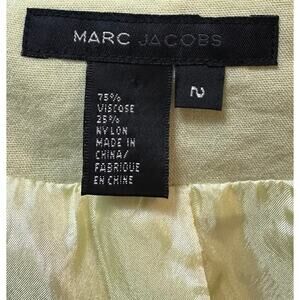 MARC JACOBS
2
75%
VISCOSE
25%
NYLON
MADE IN
CHINA/
FABRIQUE
EN CHINE